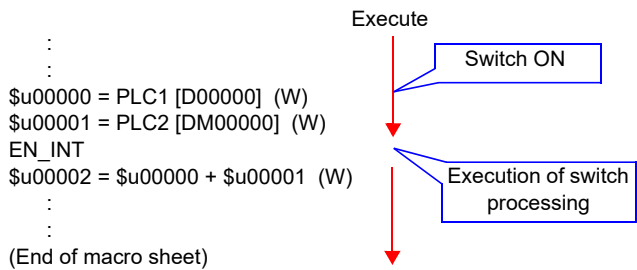 Execute
:
:
Switch ON
$u00000 = PLC1 [D00000] (W)
$u00001 = PLC2 [DM00000] (W)
EN_INT
$u00002 = $u00000 + $u00001 (W)
Execution of switch
processing
:
:
(End of macro sheet)